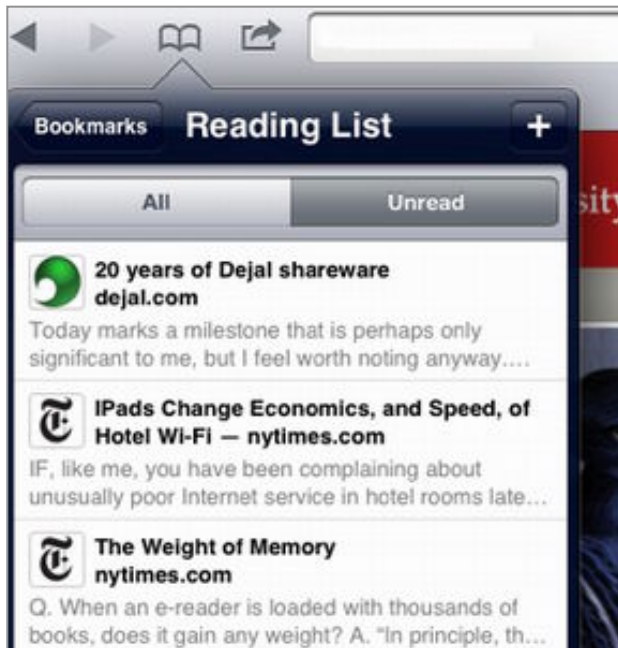 Bookmarks
Reading List
+
All
Unread
sity
20 years of Dejal shareware
dejal.com
Today marks a milestone that is perhaps only
significant to me, but I feel worth noting anyway....
IPads Change Economics, and Speed, of
Hotel Wi-Fi — nytimes.com
IF, like me, you have been complaining about
unusually poor Internet service in hotel rooms late...
The Weight of Memory
nytimes.com
Q. When an e-reader is loaded with thousands of
books, does it gain any weight? A. “In principle, th...